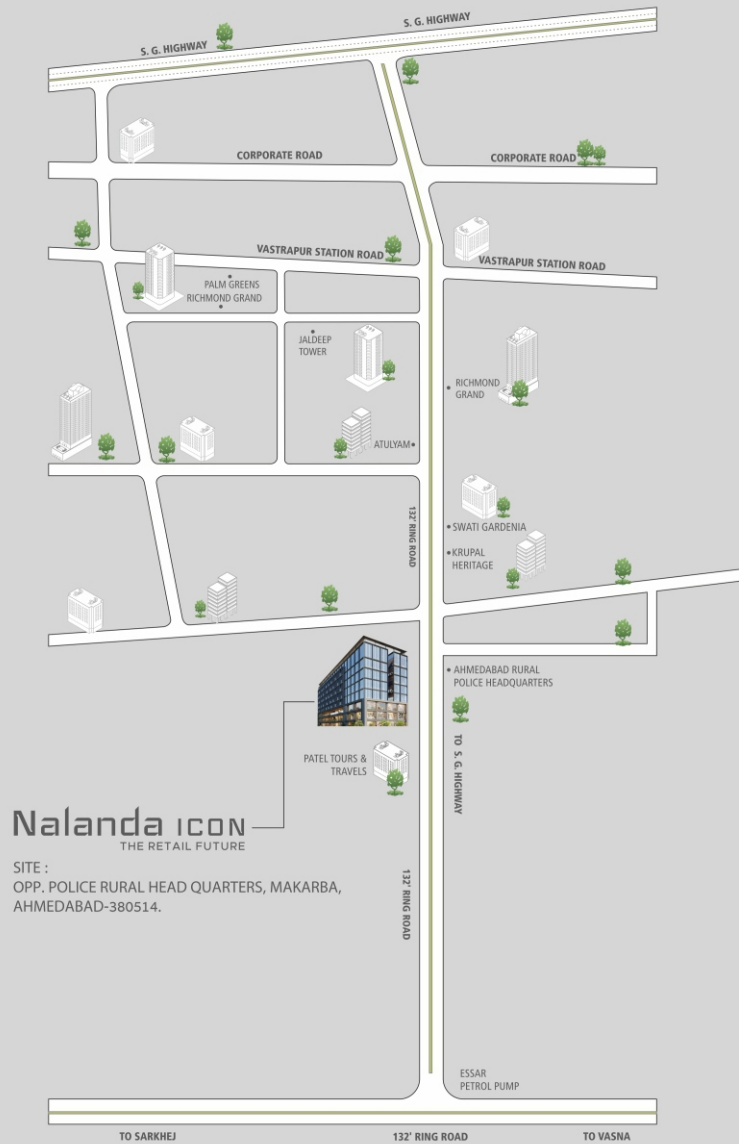 S. G. HIGHWAY
S. G. HIGHWAY
CORPORATE ROAD
CORPORATE ROAD
VASTRAPUR STATION ROAD
VASTRAPUR STATION ROAD
PALM GREENS
RICHMOND GRAND
JALDEEP
TOWER
RICHMOND
GRAND
ATULYAM
132' RING ROAD
SWATI GARDENIA
KRUPAL
HERITAGE
AHMEDABAD RURAL
POLICE HEADQUARTERS
TO S. G. HIGHWAY
PATEL TOURS &
TRAVELS
Nalanda ICON
THE RETAIL FUTURE
SITE :
OPP. POLICE RURAL HEAD QUARTERS, MAKARBA,
AHMEDABAD-380514.
132' RING ROAD
ESSAR
PETROL PUMP
TO SARKHEJ
132' RING ROAD
TO VASNA